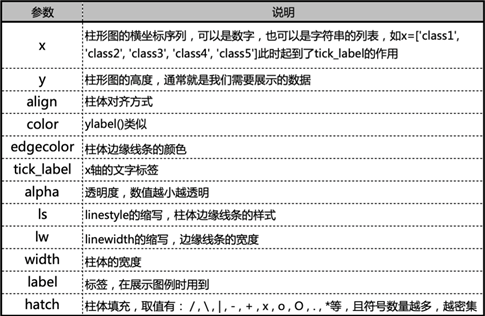 参数 说明
x 柱形图的横坐标序列，可以是数字，也可以是字符串的列表，如x=['class1',
'class2', 'class3', 'class4', 'class5']此时起到了tick_label的作用
y 柱形图的高度，通常就是我们需要展示的数据
align 柱体对齐方式
color ylabel()类似
edgecolor 柱体边缘线条的颜色
tick_label x轴的文字标签
alpha 透明度，数值越小越透明
ls linestyle的缩写，柱体边缘线条的样式
lw linewidth的缩写，边缘线条的宽度
width 柱体的宽度
label 标签，在展示图例时用到
hatch 柱体填充，取值有： / , \ , | , - , + , x , o , O , . , *等，且符号数量越多，越密集